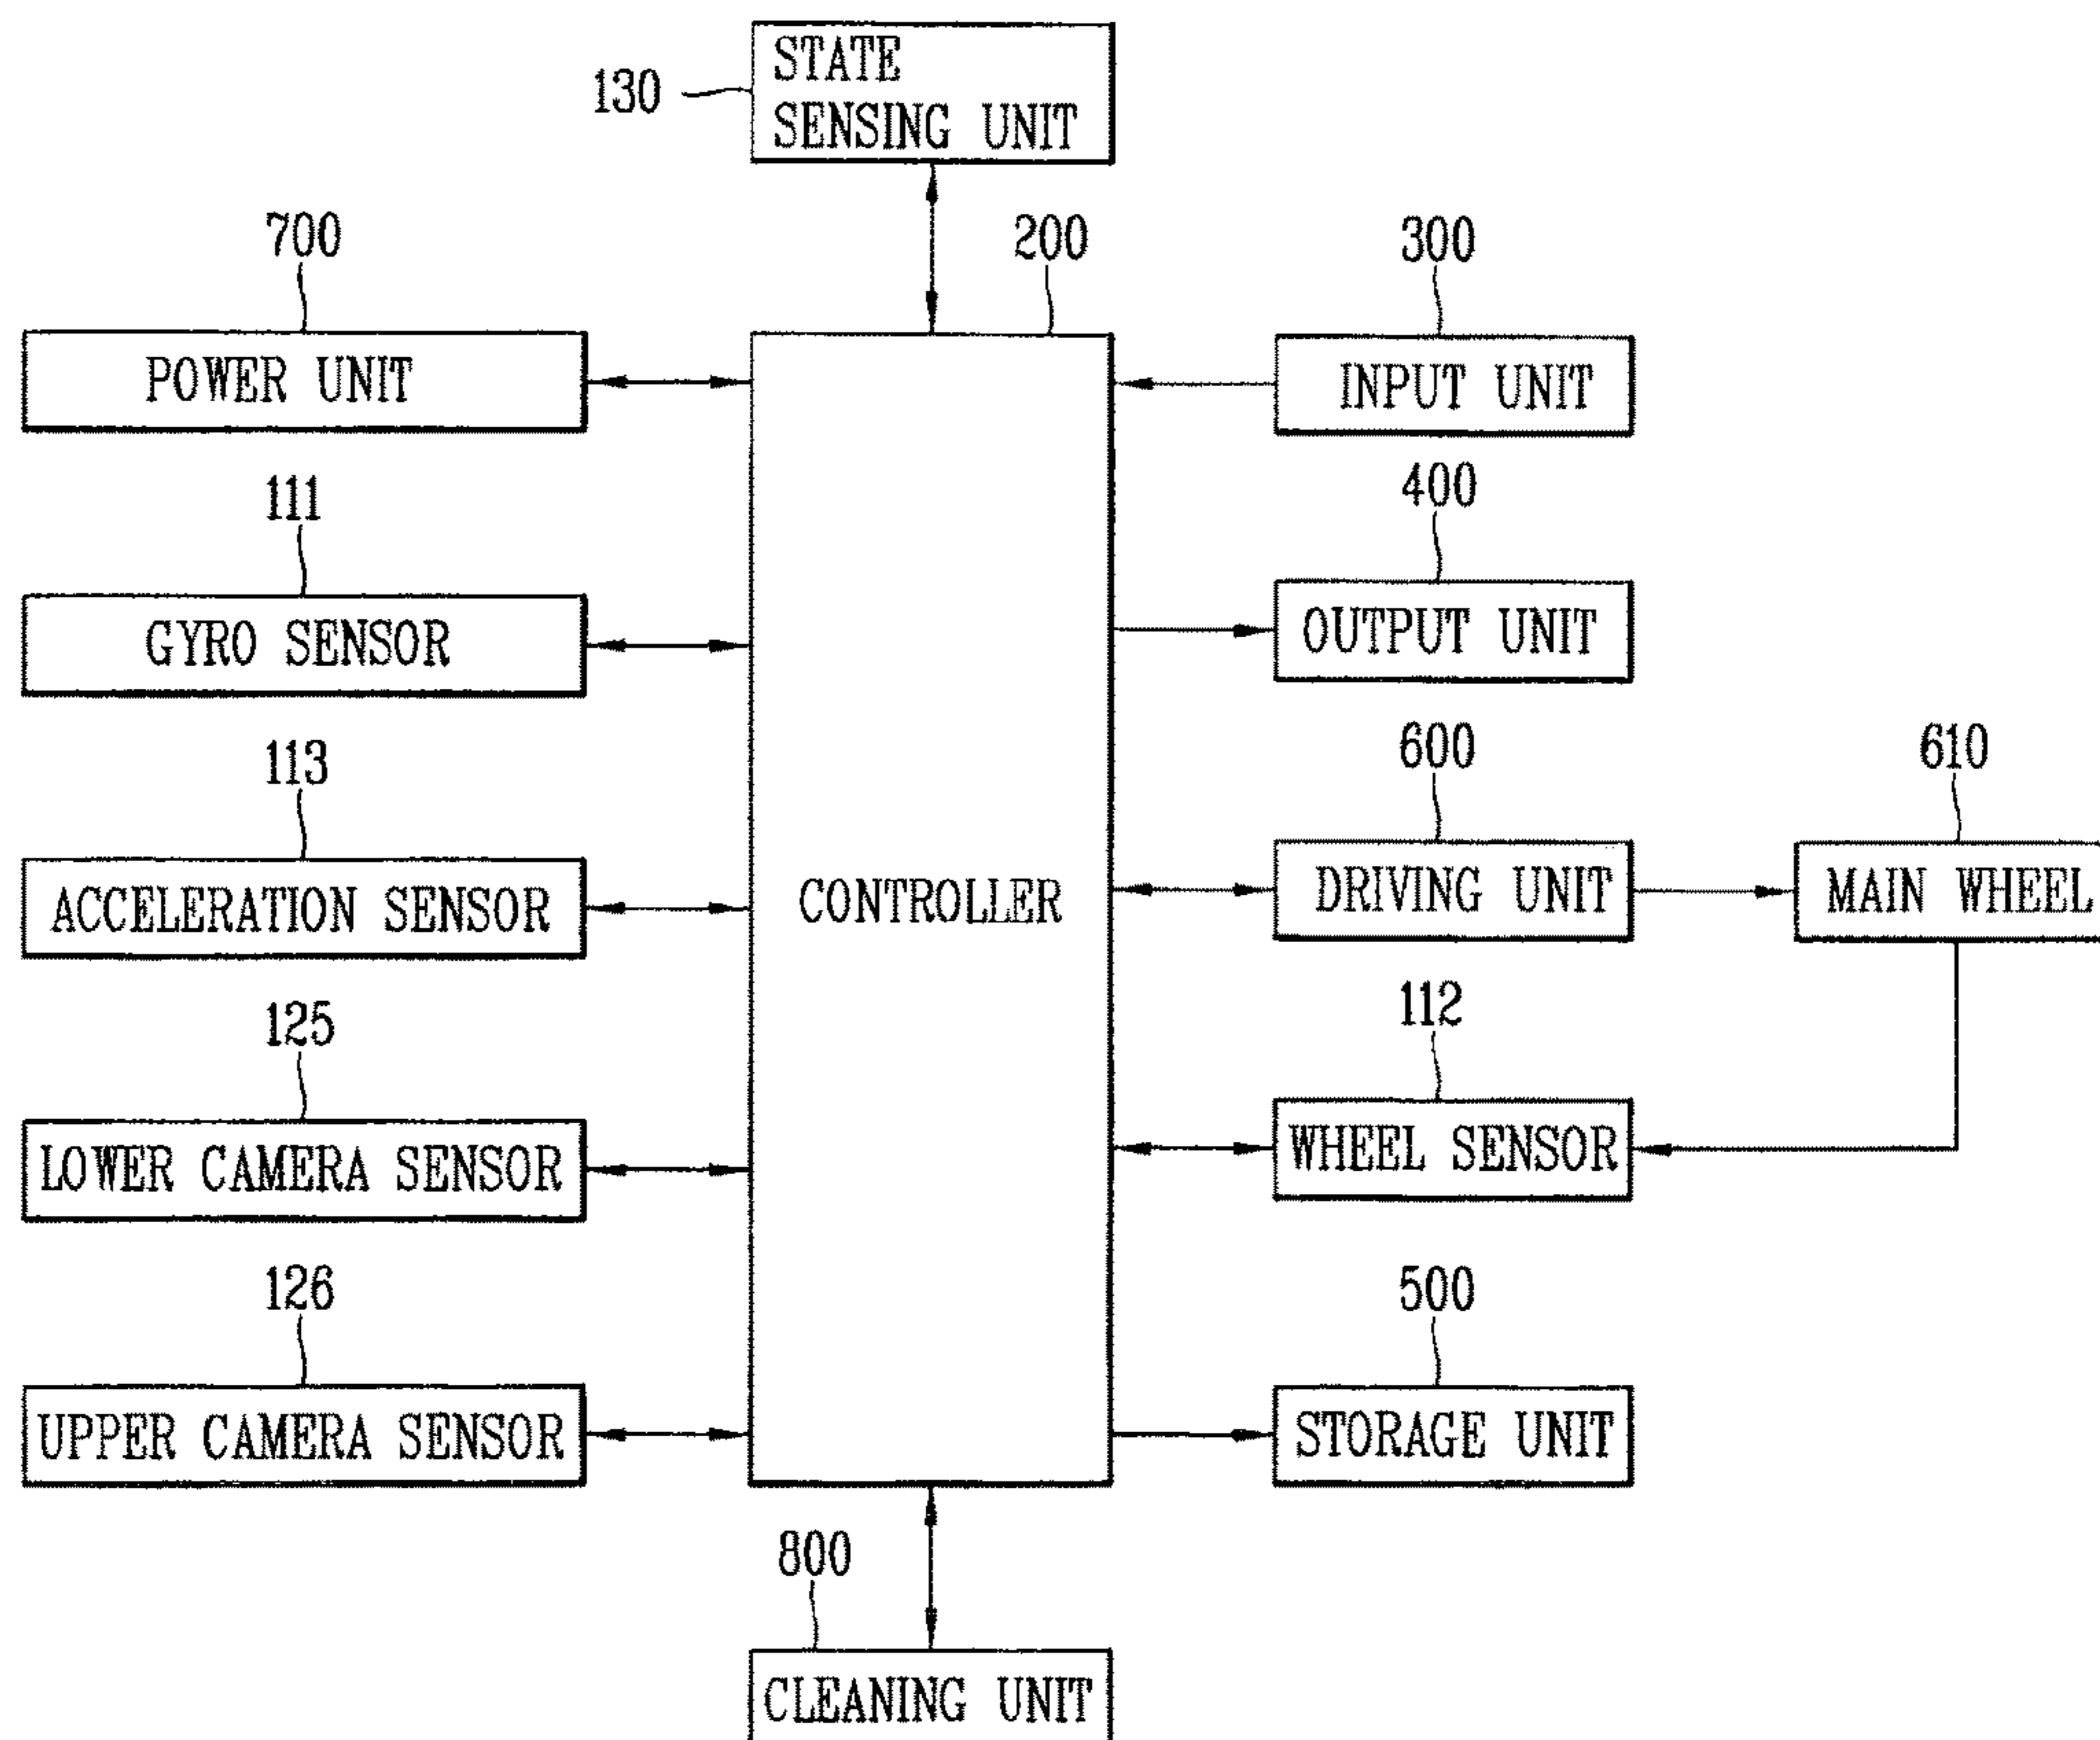 130
STATE
SENSING UNIT
700
200
300
POWER UNIT
INPUT UNIT
111
400
GYRO SENSOR
OUTPUT UNIT
113
600
610
ACCELERATION SENSOR
CONTROLLER
DRIVING UNIT
MAIN WHEEL
125
112
LOWER CAMERA SENSOR
WHEEL SENSOR
126
500
UPPER CAMERA SENSOR
STORAGE UNIT
800
CLEANING UNIT